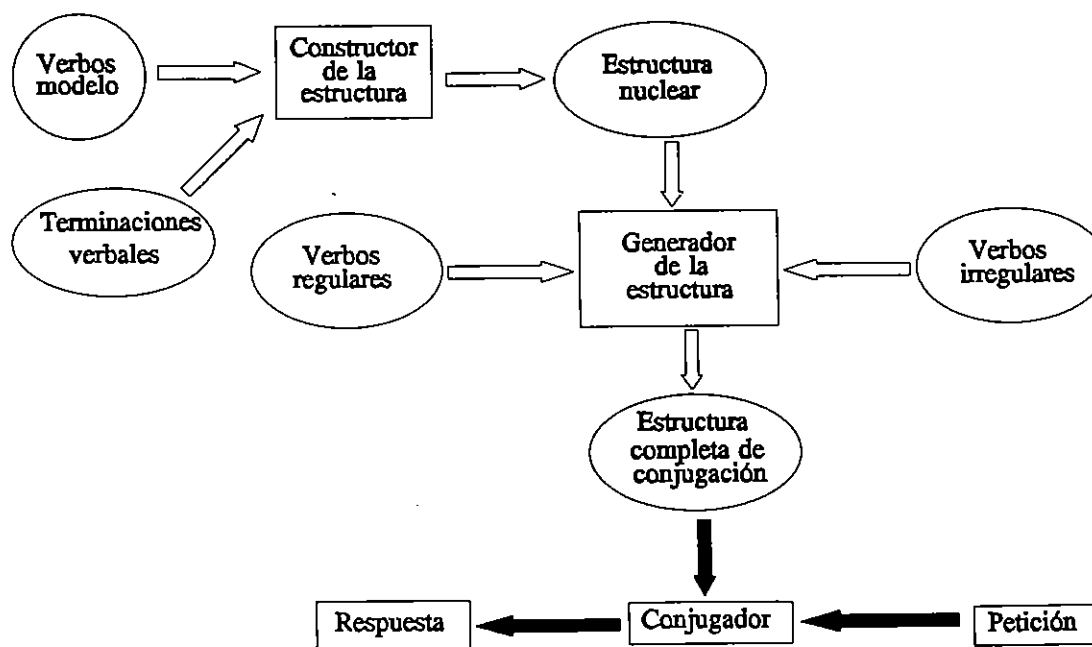 Verbos
modelo
Constructor
de la
estructura
Estructura
nuclear
Terminaciones
verbales
Verbos
regulares
Generador
de la
estructura
Verbos
irregulares
Estructura
completa de
conjugación
Respuesta
Conjugador
Petición